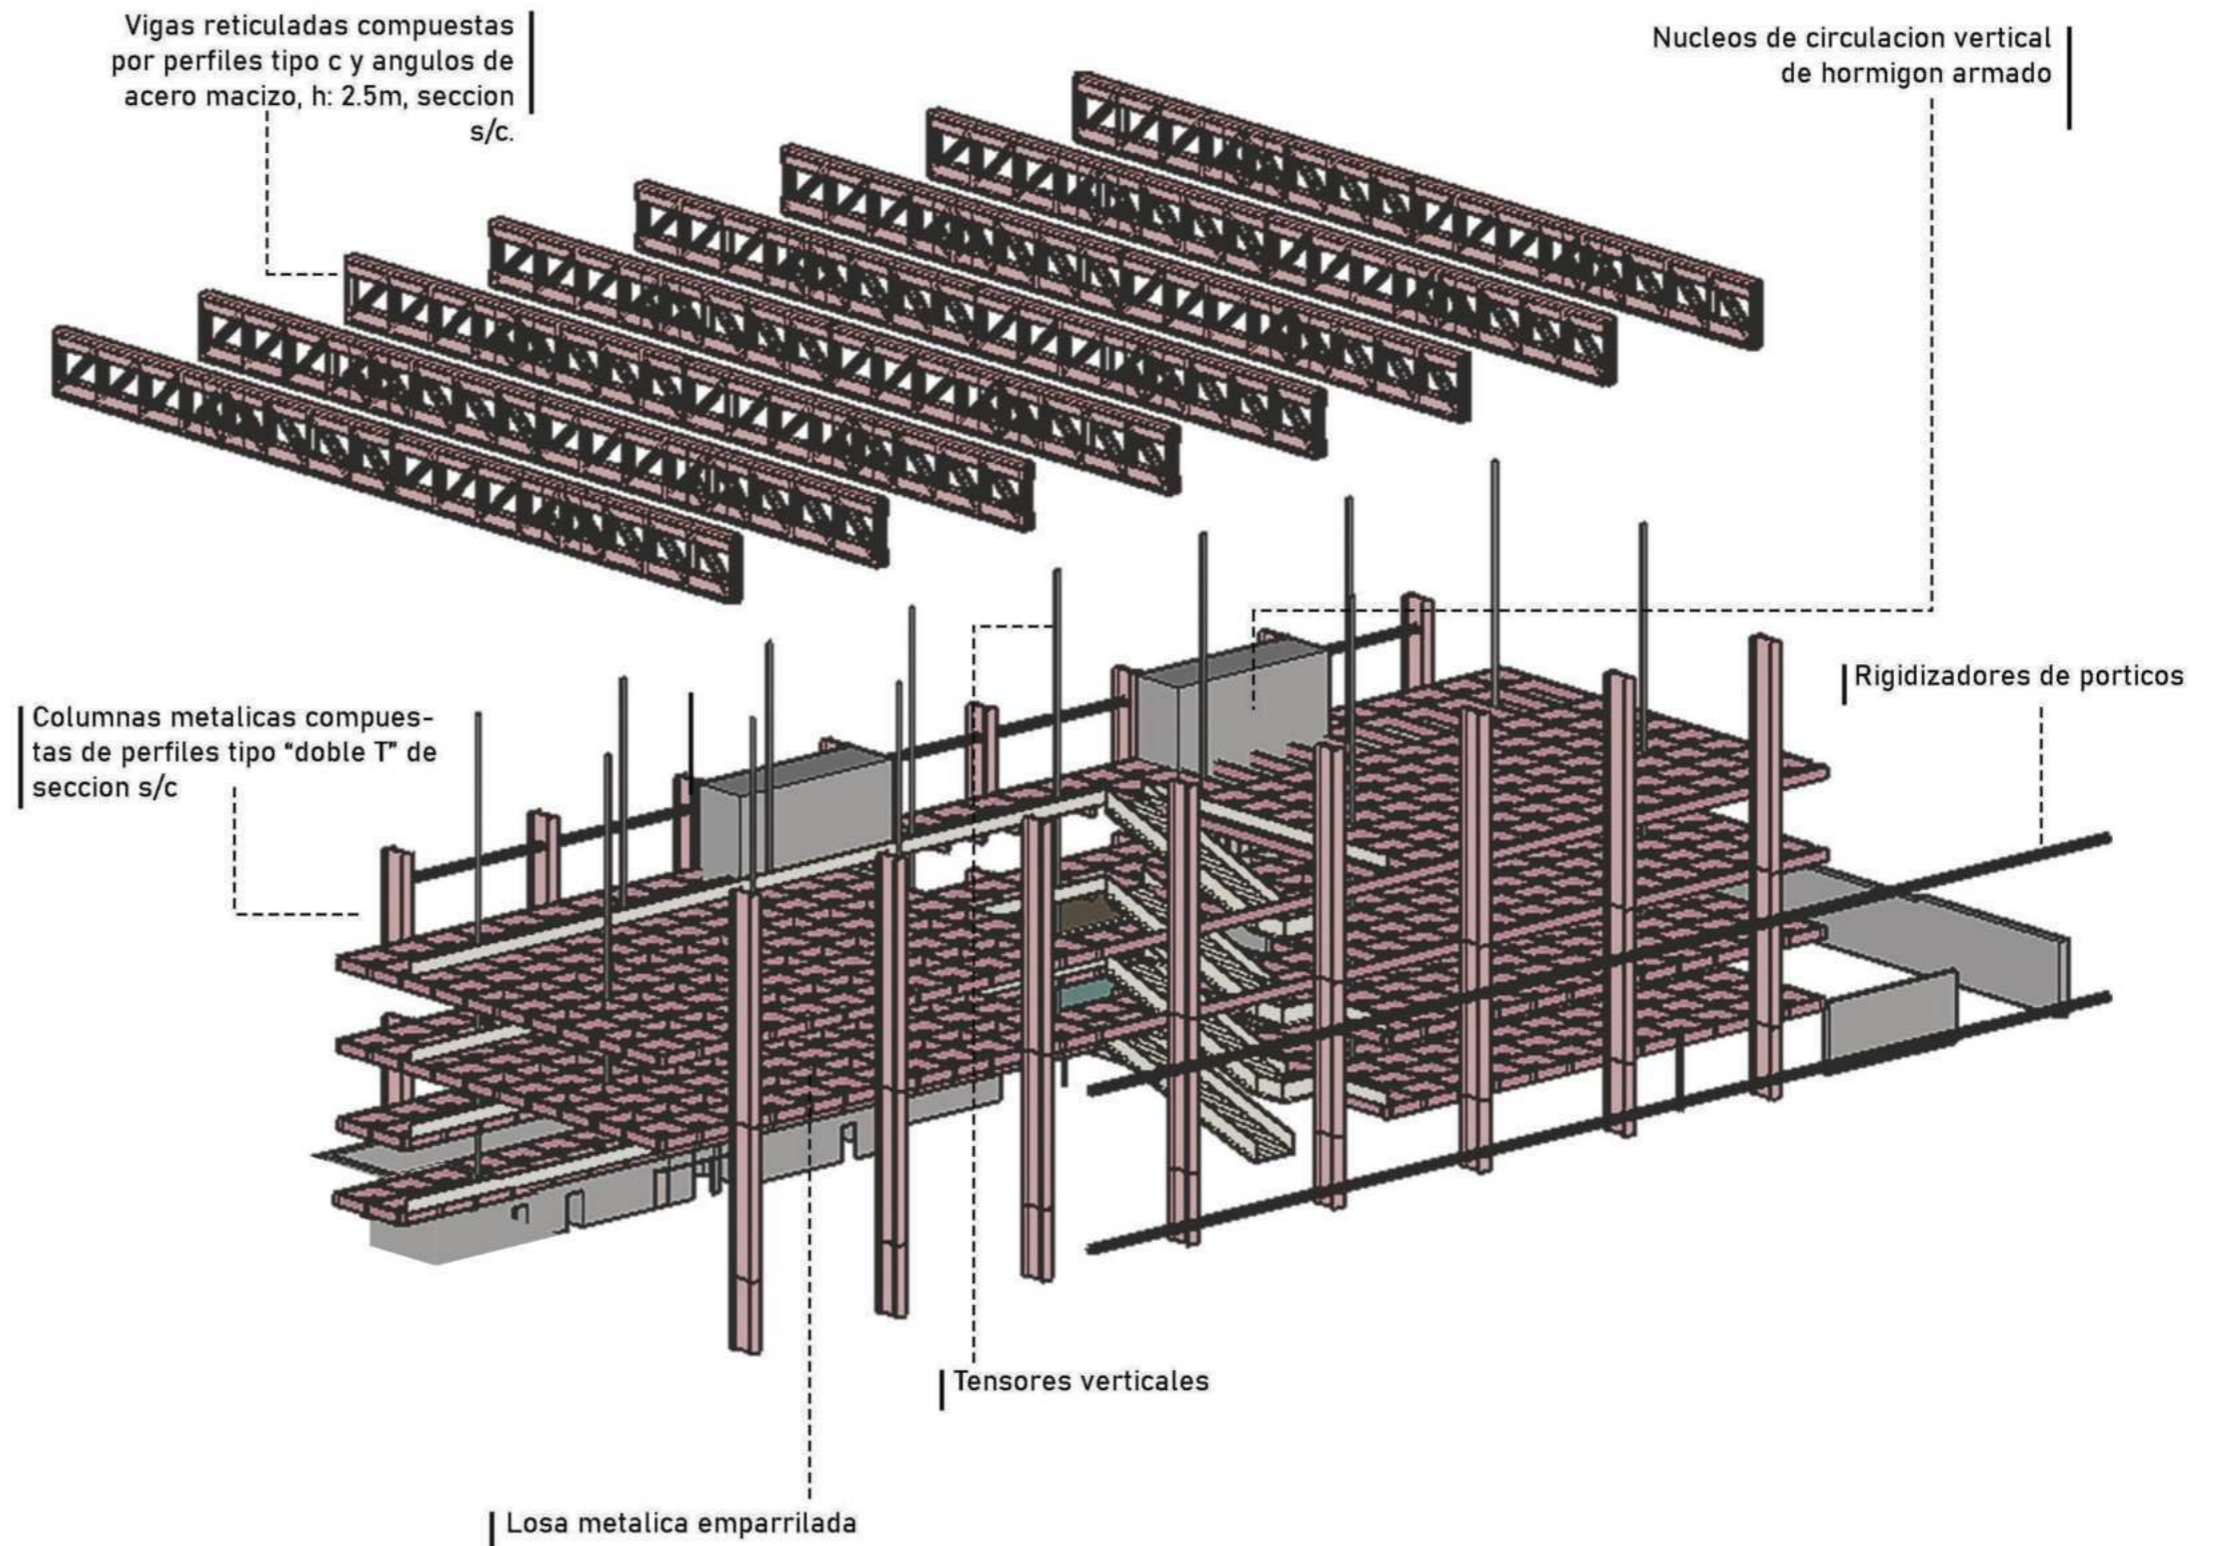 Vigas reticuladas compuestas
por perfiles tipo c y angulos de
acero macizo, h: 2.5m, seccion
s/c.
Nucleos de circulacion vertical
de hormigon armado
Rigidizadores de porticos
Columnas metalicas compues-
tas de perfiles tipo “doble T” de
seccion s/c
Tensores verticales
Losa metalica emparrilada